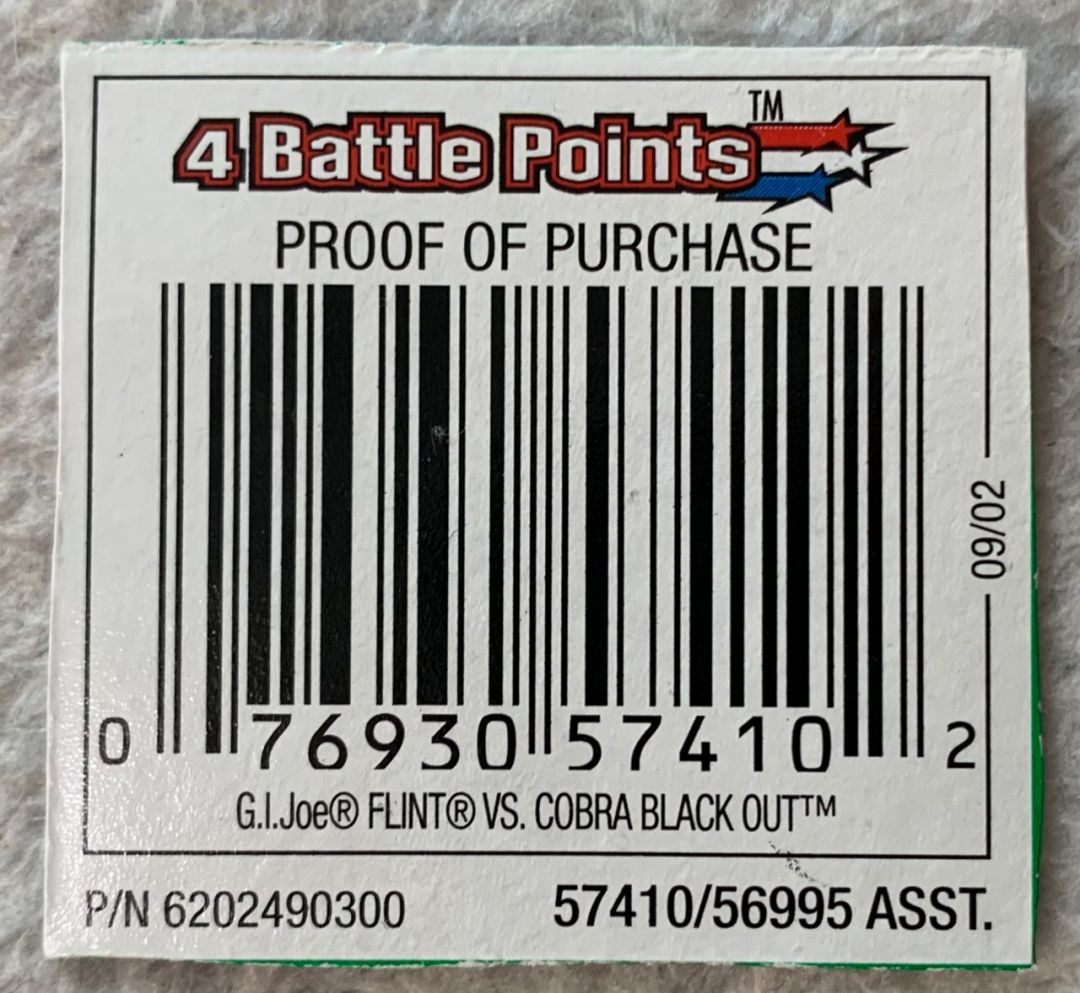 4 Battle Points™
PROOF OF PURCHASE
09/02
0 76930 57410 2
G.I.Joe® FLINT® VS. COBRA BLACK OUT™
P/N 6202490300 57410/56995 ASST.